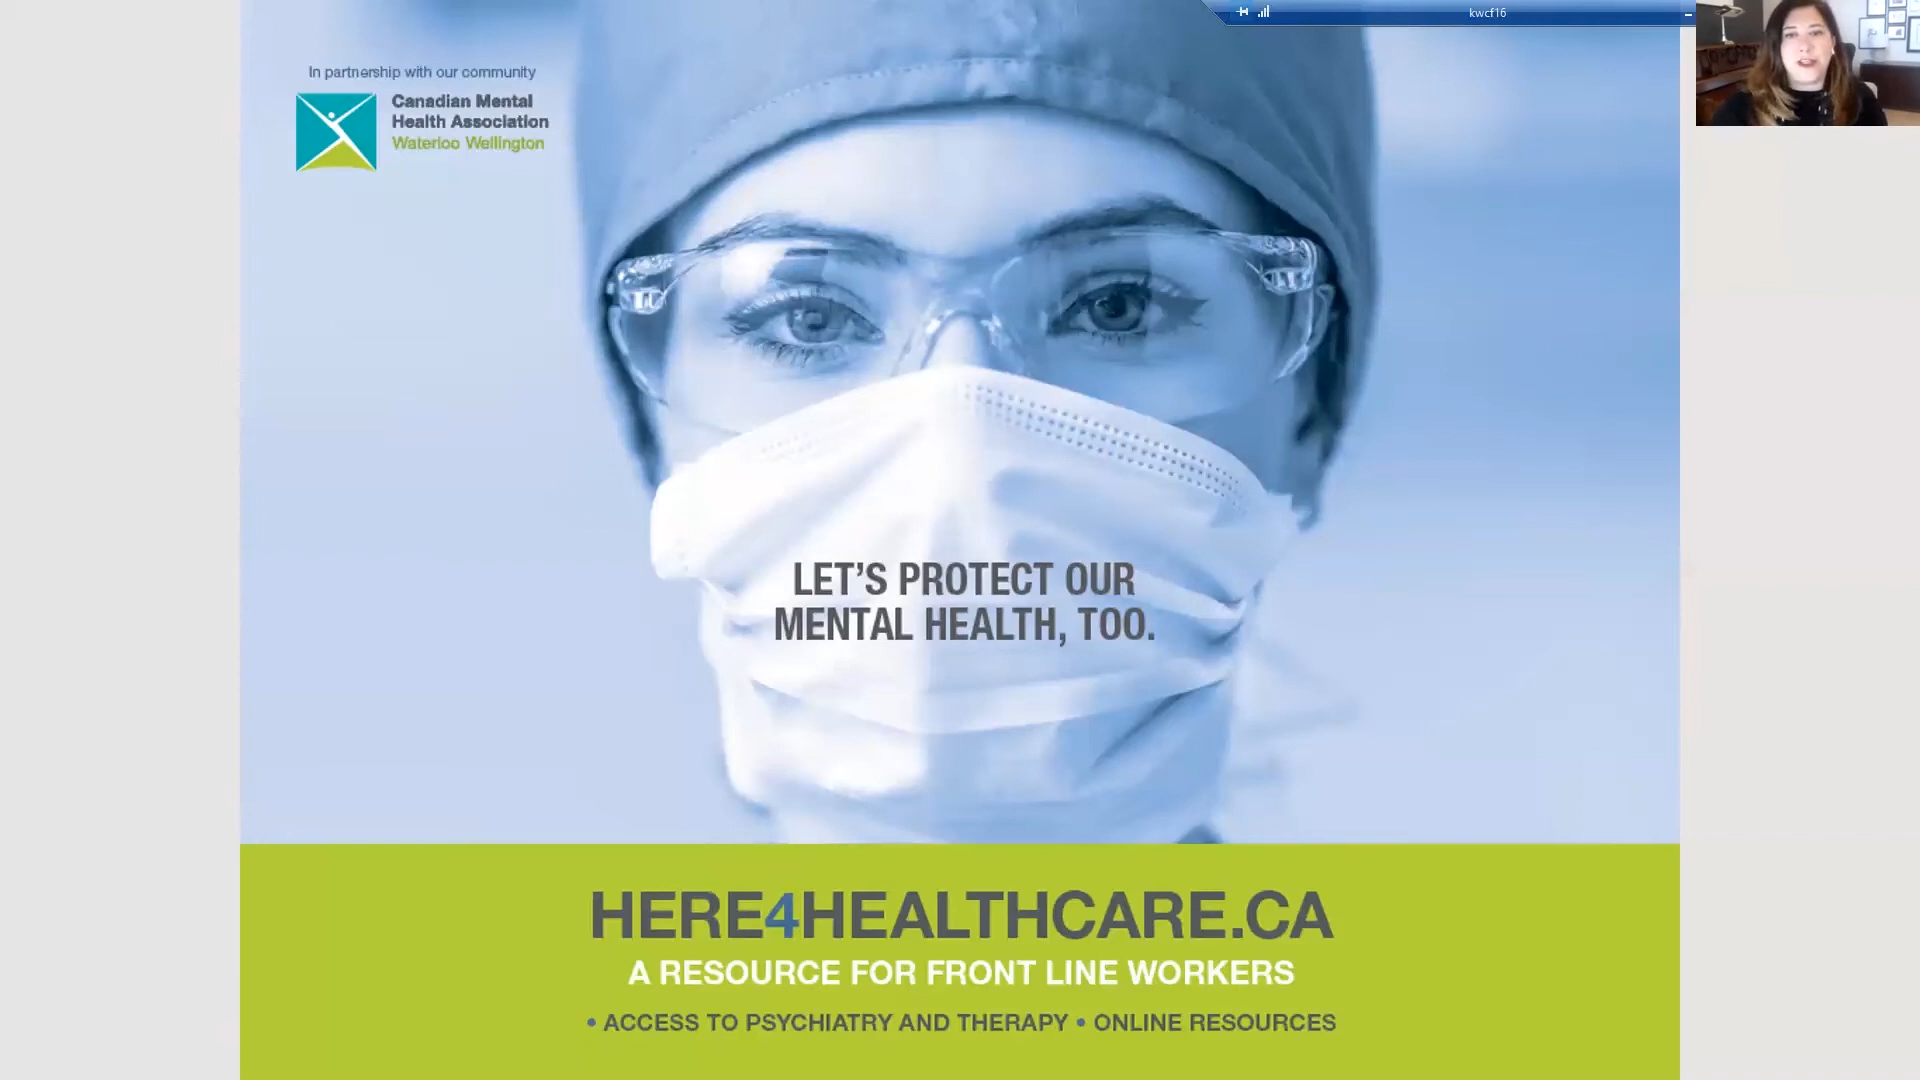 kwcf16
In partnership with our community
Canadian Mental
Health Association
Waterloo Wellington
LET'S PROTECT OUR
MENTAL HEALTH, TOO.
HERE4HEALTHCARE.CA
A RESOURCE FOR FRONT LINE WORKERS
• ACCESS TO PSYCHIATRY AND THERAPY • ONLINE RESOURCES